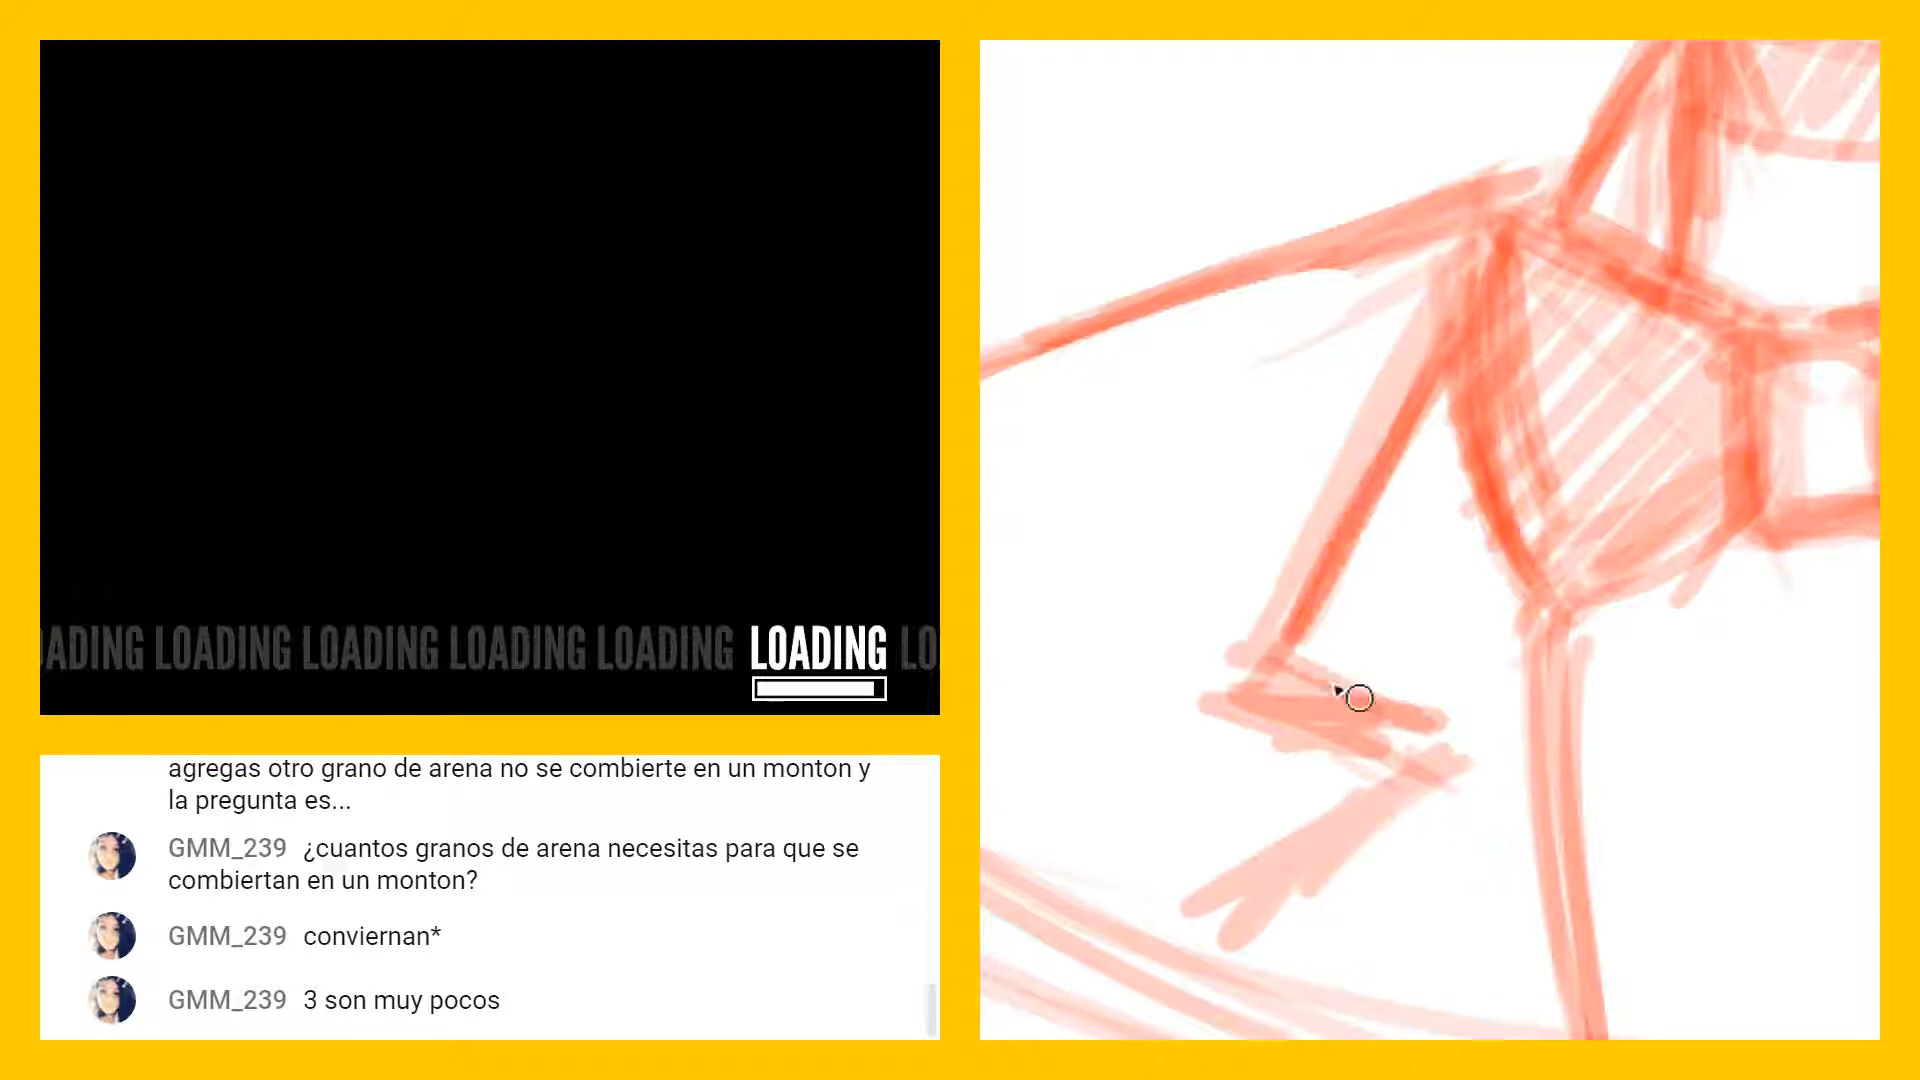 ADING LOADING LOADING LOADING LOADING LOADING LO
agregas otro grano de arena no se combierte en un monton y
la pregunta es...
GMM_239 ¿cuantos granos de arena necesitas para que se
combiertan en un monton?
GMM_239 conviernan*
GMM_239 3 son muy pocos